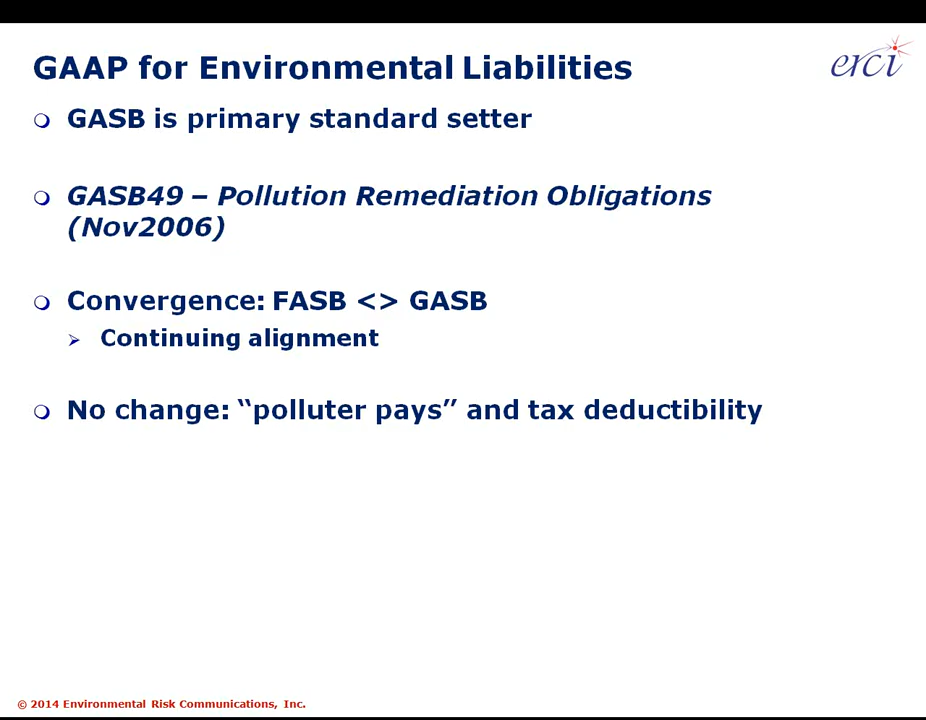 GAAP for Environmental Liabilities
erci
GASB is primary standard setter
GASB49 – Pollution Remediation Obligations
(Nov2006)
Convergence: FASB <> GASB
Continuing alignment
No change: “polluter pays” and tax deductibility
© 2014 Environmental Risk Communications, Inc.